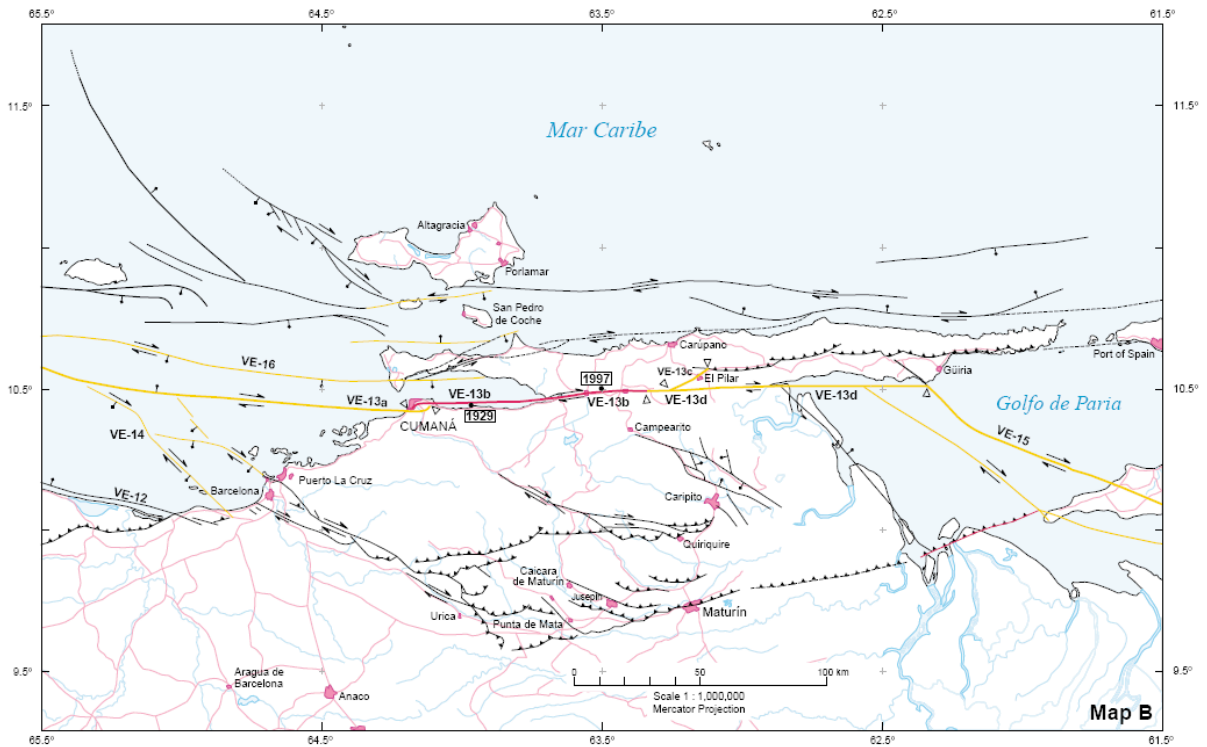 65.5° 64.5° 63.5° 62.5° 61.5°
11.5° 11.5°
Mar Caribe
Altagracia
Porlamar
San Pedro
de Coche
Carúpano
Port of Spain
VE-16
VE-13c
Güiria
1997
El Pilar
10.5° 10.5°
VE-13a VE-13b VE-13b VE-13d VE-13d
Golfo de Paria
1929
CUMANÁ
VE-14
Campearito
VE-15
Puerto La Cruz
Barcelona
VE-12
Caripito
Quiriquire
Caicara
de Maturín
Jusepín
Maturín
Urica
Punta de Mata
9.5° 9.5°
Aragua de
Barcelona
Anaco
0 50 100 km
Scale 1 : 1,000,000
Mercator Projection
Map B
65.5° 64.5° 63.5° 62.5° 61.5°